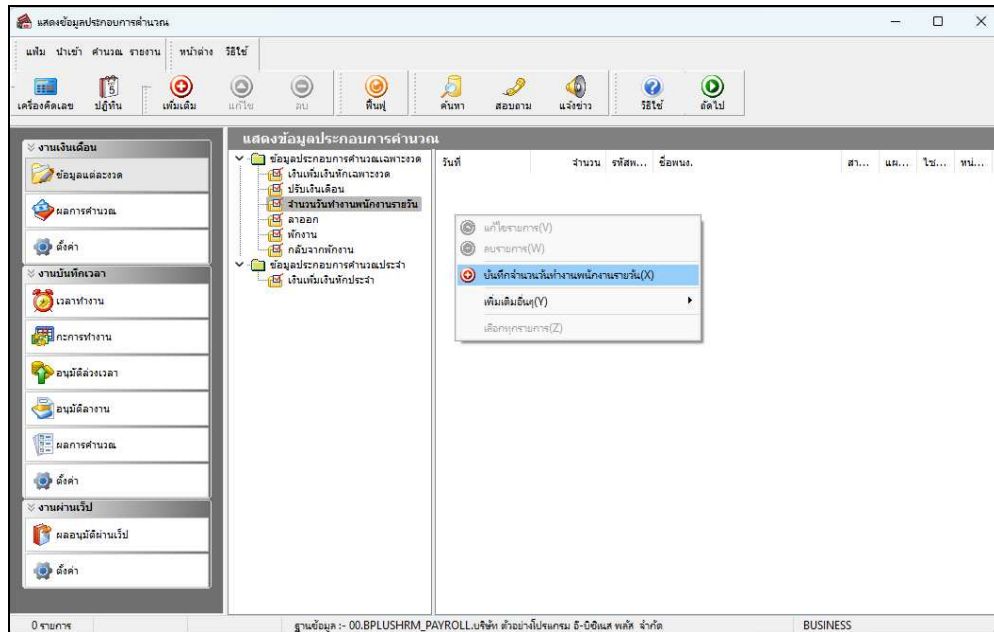 แสดงข้อมูลประกอบการคำนวณ
แฟ้ม นำเข้า คำนวณ รายงาน หน้าต่าง วิธีใช้
เครื่องคิดเลข ปฏิทิน เพิ่มเติม แก้ไข ลบ ฟื้นฟู ค้นหา สอบถาม แจ้งข่าว วิธีใช้ ถัดไป
งานเงินเดือน
ข้อมูลแต่ละงวด
ผลการคำนวณ
ตั้งค่า
งานบันทึกเวลา
เวลาทำงาน
กะการทำงาน
อนุมัติล่วงเวลา
อนุมัติลางาน
ผลการคำนวณ
ตั้งค่า
งานผ่านเว็ป
ผลอนุมัติผ่านเว็ป
ตั้งค่า
แสดงข้อมูลประกอบการคำนวณ
ข้อมูลประกอบการคำนวณเฉพาะงวด
เงินเพิ่มเงินหักเฉพาะงวด
ปรับเงินเดือน
จำนวนวันทำงานพนักงานรายวัน
ลาออก
พักงาน
กลับจากพักงาน
ข้อมูลประกอบการคำนวณประจำ
เงินเพิ่มเงินหักประจำ
วันที่ จำนวน รหัสพ... ชื่อพนง. สา... แผ... ไซ... หน่...
แก้ไขรายการ(V)
ลบรายการ(W)
บันทึกจำนวนวันทำงานพนักงานรายวัน(X)
เพิ่มเติมอื่นๆ(Y)
เลือกทุกรายการ(Z)
0 รายการ ฐานข้อมูล :- 00.BPLUSHRM_PAYROLL.บริษัท ตัวอย่างโปรแกรม อี-บิซิเนส พลัส จำกัด BUSINESS